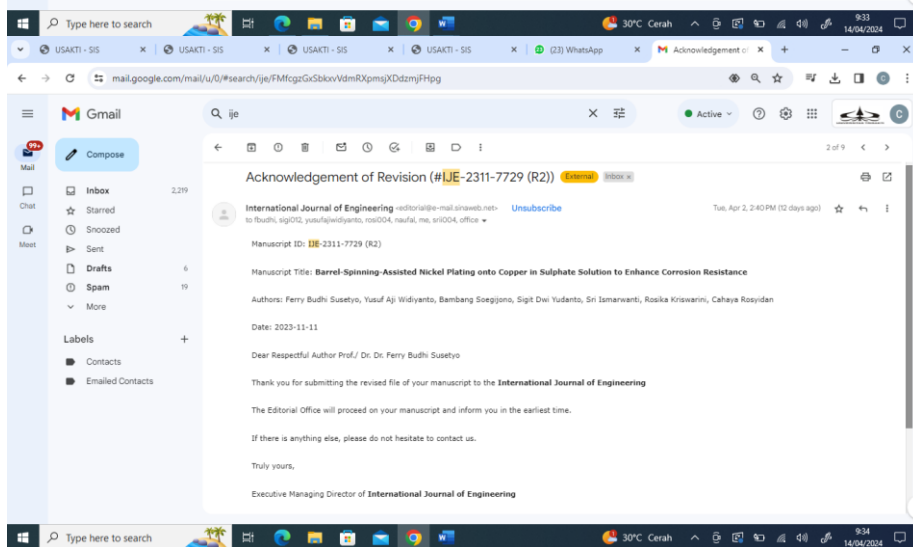 Type here to search
30°C Cerah
9:33
14/04/2024
USAKTI - SIS
USAKTI - SIS
USAKTI - SIS
USAKTI - SIS
(23) WhatsApp
Acknowledgement of
mail.google.com/mail/u/0/#search/ije/FMfcgzGxSbkxvVdmRXpmsjXDdzmjFHpg
Gmail
ije
Active
C
99+
Mail
Chat
Meet
Compose
Inbox 2,219
Starred
Snoozed
Sent
Drafts 6
Spam 19
More
Labels
Contacts
Emailed Contacts
2 of 9
Acknowledgement of Revision (#IJE-2311-7729 (R2)) External Inbox x
International Journal of Engineering <editorial@e-mail.sinaweb.net> Unsubscribe
Tue, Apr 2, 2:40 PM (12 days ago)
to fbudhi, sigi012, yusufajiwidiyanto, rosi004, naufal, me, srii004, office
Manuscript ID: IJE-2311-7729 (R2)
Manuscript Title: Barrel-Spinning-Assisted Nickel Plating onto Copper in Sulphate Solution to Enhance Corrosion Resistance
Authors: Ferry Budhi Susetyo, Yusuf Aji Widiyanto, Bambang Soegijono, Sigit Dwi Yudanto, Sri Ismarwanti, Rosika Kriswarini, Cahaya Rosyidan
Date: 2023-11-11
Dear Respectful Author Prof./ Dr. Dr. Ferry Budhi Susetyo
Thank you for submitting the revised file of your manuscript to the International Journal of Engineering
The Editorial Office will proceed on your manuscript and inform you in the earliest time.
If there is anything else, please do not hesitate to contact us.
Truly yours,
Executive Managing Director of International Journal of Engineering
Type here to search
30°C Cerah
9:34
14/04/2024